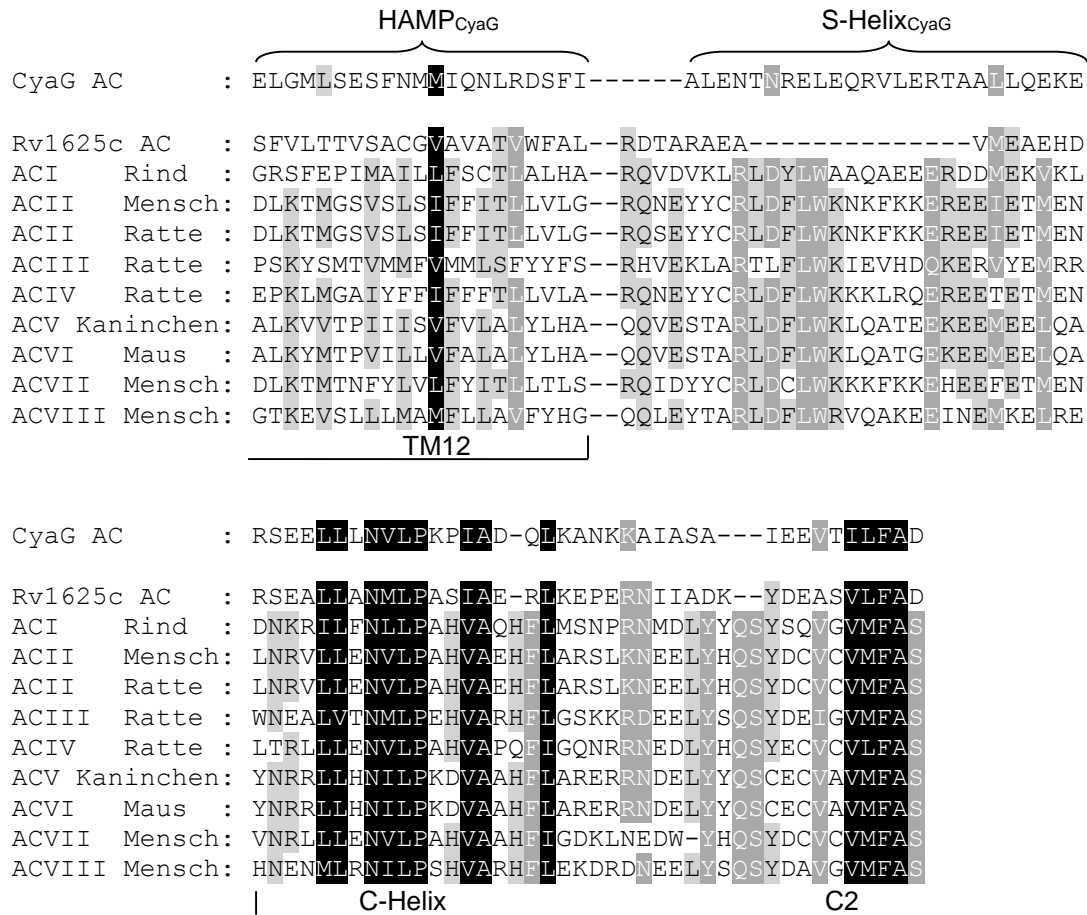 HAMPCyaG S-HelixCyaG
CyaG AC : ELGMLSESFNMMIQNLRDSFI------ALENTNRELEQRVLERTAALLQEKE
Rv1625c AC : SFVLTTVSACGVAVATVWFAL--RDTARAEA--------------VMEAEHD
ACI Rind : GRSFEPIMAILLFSCTLALHA--RQVDVKLRLDYLWAAQAEEERDDMEKVKL
ACII Mensch: DLKTMGSVSLSIFFITLLVLG--RQNEYYCRLDFLWKNKFKKEREEIETMEN
ACII Ratte : DLKTMGSVSLSIFFITLLVLG--RQSEYYCRLDFLWKNKFKKEREEIETMEN
ACIII Ratte : PSKYSMTVMMFVMMLSFYYFS--RHVEKLARTLFLWKIEVHDQKERVYEMRR
ACIV Ratte : EPKLMGAIYFFIFFFTLLVLA--RQNEYYCRLDFLWKKKLRQEREETETMEN
ACV Kaninchen: ALKVVTPIIISVFVLALYLHA--QQVESTARLDFLWKLQATEEKEEMEELQA
ACVI Maus : ALKYMTPVILLVFALALYLHA--QQVESTARLDFLWKLQATGEKEEMEELQA
ACVII Mensch: DLKTMTNFYLVLFYITLLTLS--RQIDYYCRLDCLWKKKFKKEHEEFETMEN
ACVIII Mensch: GTKEVSLLLMAMFLLAVFYHG--QQLEYTARLDFLWRVQAKEEINEMKELRE
TM12
CyaG AC : RSEELLLNVLPKPIAD-QLKANKKAIASA---IEEVTILFAD
Rv1625c AC : RSEALLANMLPASIAE-RLKEPERNIIADK--YDEASVLFAD
ACI Rind : DNKRILFNLLPAHVAQHFLMSNPRNMDLYYQSYSQVGVMFAS
ACII Mensch: LNRVLLENVLPAHVAEHFLARSLKNEELYHQSYDCVCVMFAS
ACII Ratte : LNRVLLENVLPAHVAEHFLARSLKNEELYHQSYDCVCVMFAS
ACIII Ratte : WNEALVTNMLPEHVARHFLGSKKRDEELYSQSYDEIGVMFAS
ACIV Ratte : LTRLLLENVLPAHVAPQFIGQNRRNEDLYHQSYECVCVLFAS
ACV Kaninchen: YNRRLLHNILPKDVAAHFLARERRNDELYYQSCECVAVMFAS
ACVI Maus : YNRRLLHNILPKDVAAHFLARERRNDELYYQSCECVAVMFAS
ACVII Mensch: VNRLLLENVLPAHVAAHFIGDKLNEDW-YHQSYDCVCVMFAS
ACVIII Mensch: HNENMLRNILPSHVARHFLEKDRDNEELYSQSYDAVGVMFAS
C-Helix C2